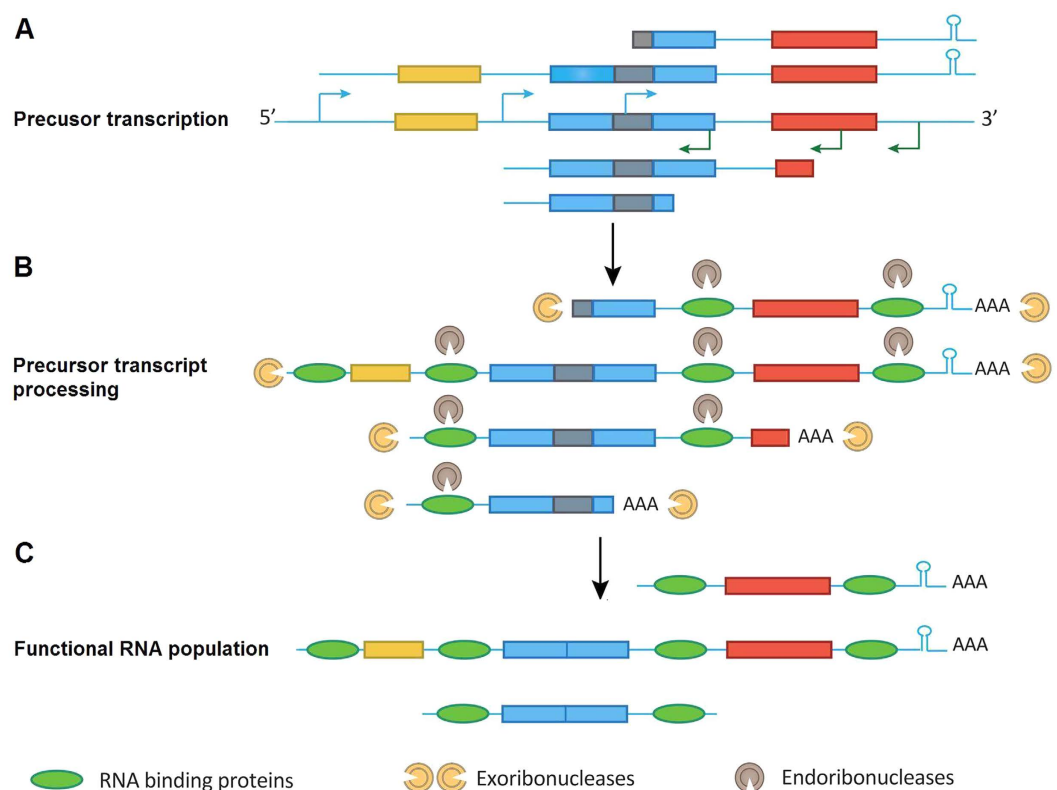 A
Precusor transcription
5’
3’
B
AAA
Precursor transcript
processing
AAA
AAA
AAA
C
AAA
Functional RNA population
AAA
RNA binding proteins
Exoribonucleases
Endoribonucleases